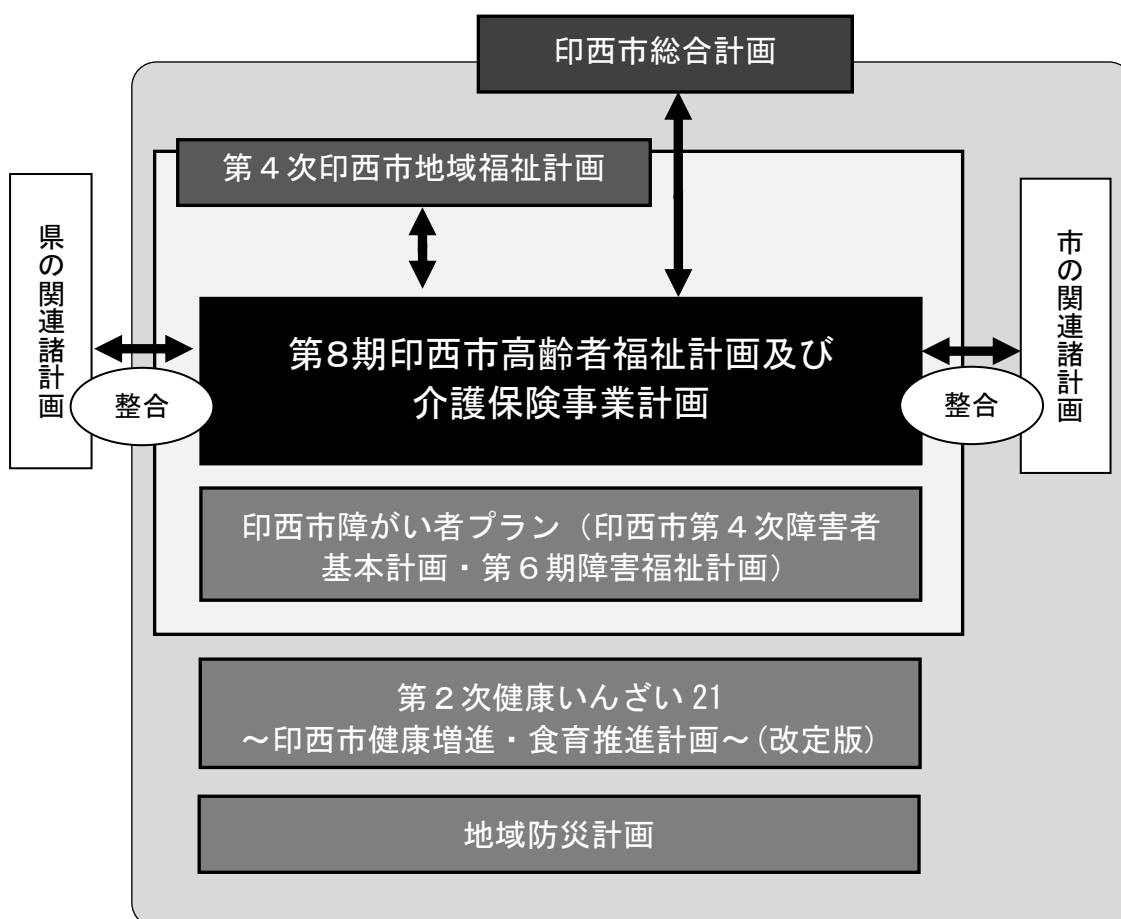 印西市総合計画
第４次印西市地域福祉計画
県の関連諸計画
市の関連諸計画
第8期印西市高齢者福祉計画及び
介護保険事業計画
整合
整合
印西市障がい者プラン（印西市第４次障害者
基本計画・第６期障害福祉計画）
第２次健康いんざい 21
～印西市健康増進・食育推進計画～（改定版）
地域防災計画